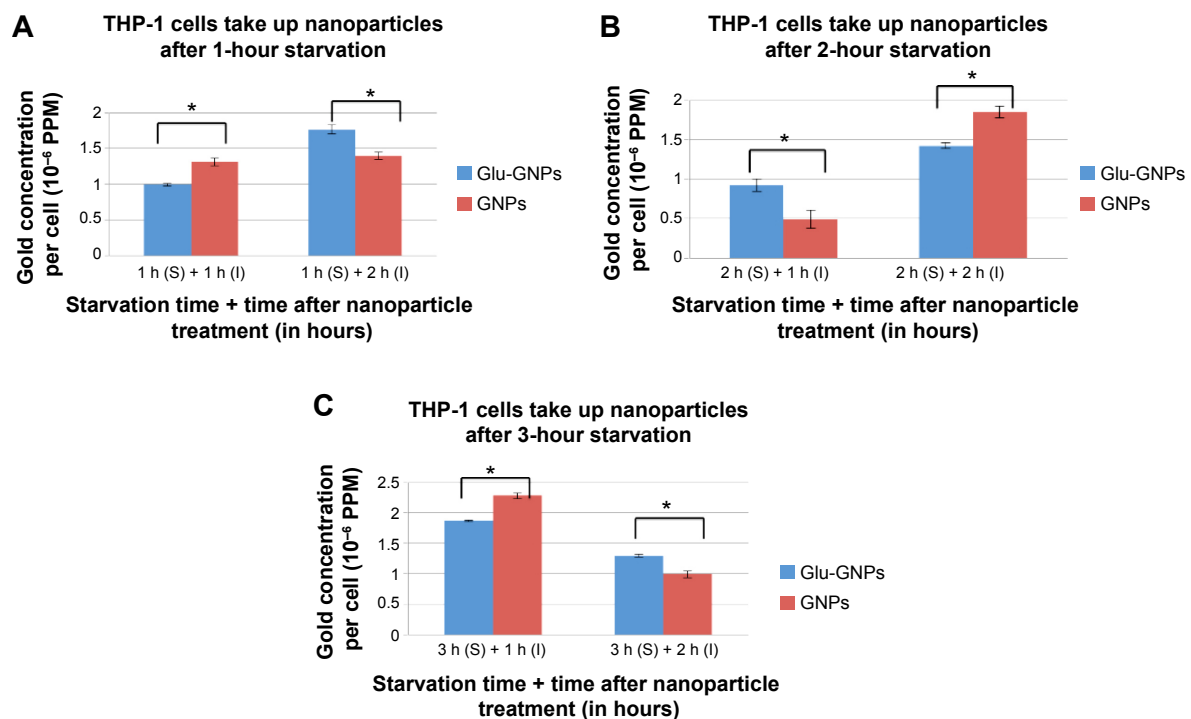 A
THP-1 cells take up nanoparticles
after 1-hour starvation
Gold concentration
per cell (10⁻⁶ PPM)
2
1.5
1
0.5
0
*
*
1 h (S) + 1 h (I)
1 h (S) + 2 h (I)
Glu-GNPs
GNPs
Starvation time + time after nanoparticle
treatment (in hours)
B
THP-1 cells take up nanoparticles
after 2-hour starvation
Gold concentration
per cell (10⁻⁶ PPM)
2
1.5
1
0.5
0
*
*
2 h (S) + 1 h (I)
2 h (S) + 2 h (I)
Glu-GNPs
GNPs
Starvation time + time after nanoparticle
treatment (in hours)
C
THP-1 cells take up nanoparticles
after 3-hour starvation
Gold concentration
per cell (10⁻⁶ PPM)
2.5
2
1.5
1
0.5
0
*
*
3 h (S) + 1 h (I)
3 h (S) + 2 h (I)
Glu-GNPs
GNPs
Starvation time + time after nanoparticle
treatment (in hours)